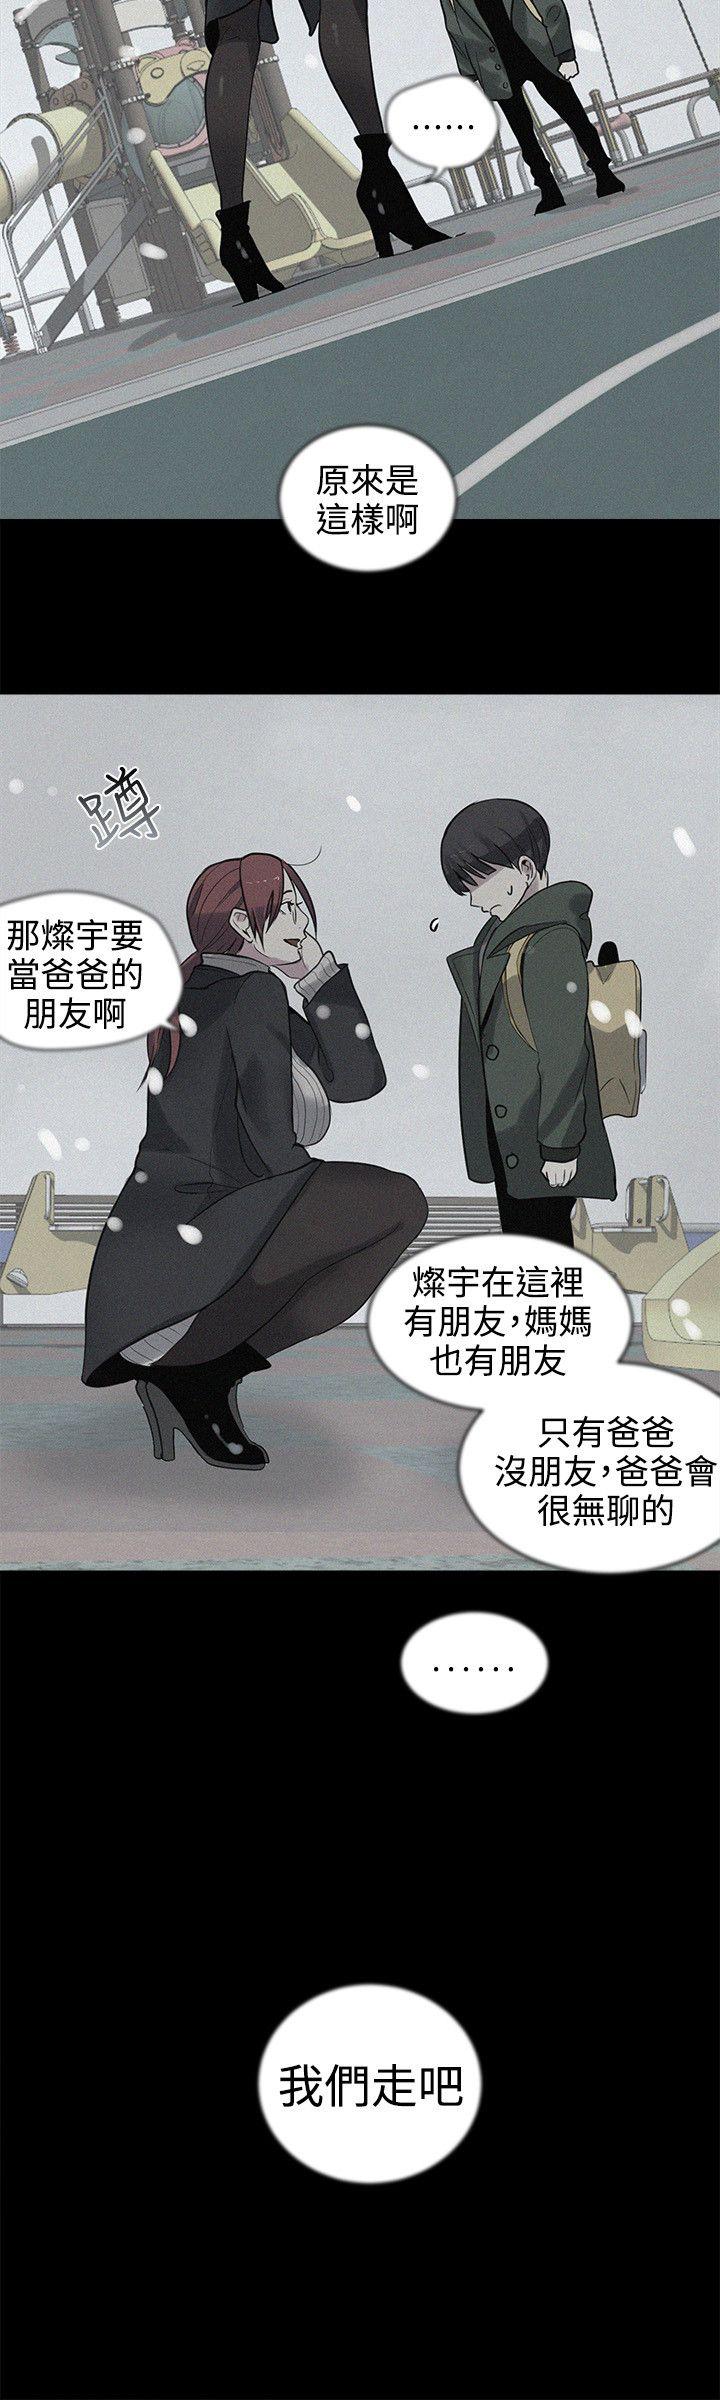 ……
原來是
這樣啊
蹲
那燦宇要
當爸爸的
朋友啊
燦宇在這裡
有朋友，媽媽
也有朋友
只有爸爸
沒朋友，爸爸會
很無聊的
……
我們走吧